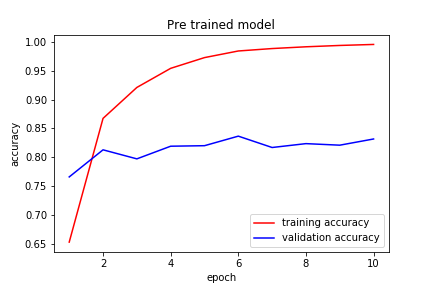 Pre trained model
1.00
0.95
0.90
0.85
0.80
0.75
0.70
0.65
accuracy
training accuracy
validation accuracy
2
4
6
8
10
epoch